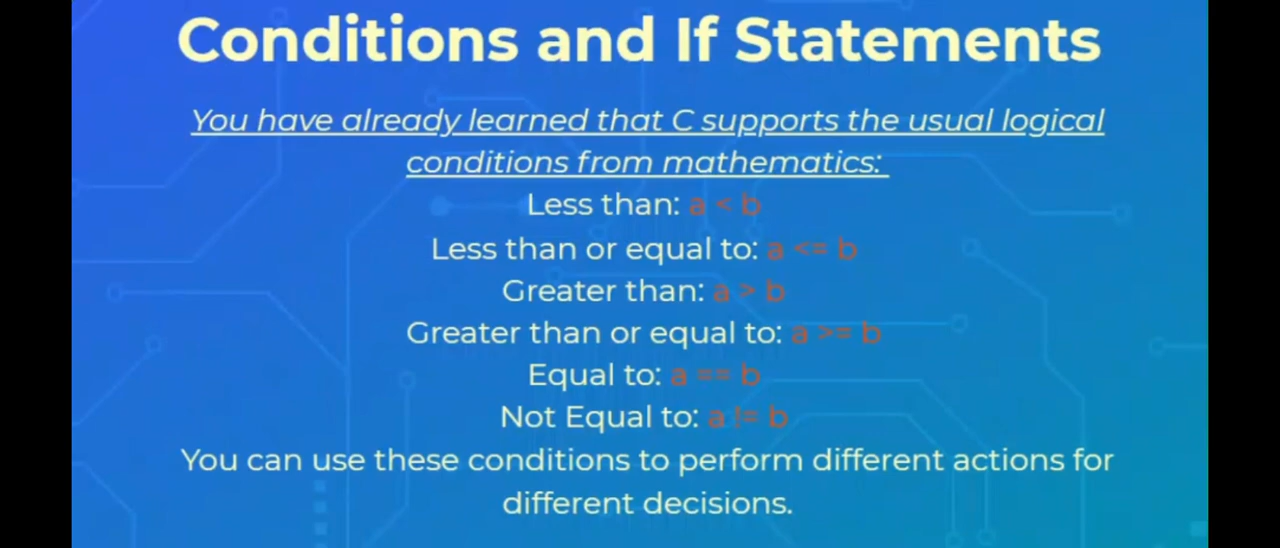 Conditions and If Statements
You have already learned that C supports the usual logical
conditions from mathematics:
Less than: a < b
Less than or equal to: a <= b
Greater than: a > b
Greater than or equal to: a >= b
Equal to: a == b
Not Equal to: a != b
You can use these conditions to perform different actions for
different decisions.